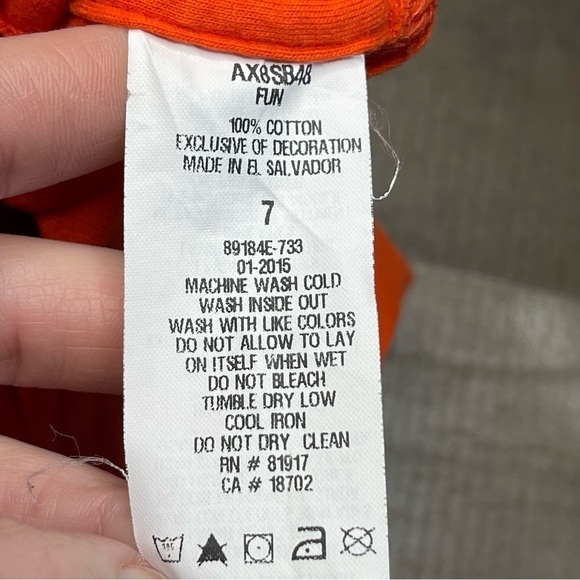 AX8SB48
FUN
100% COTTON
EXCLUSIVE OF DECORATION
MADE IN EL SALVADOR
7
89184E-733
01-2015
MACHINE WASH COLD
WASH INSIDE OUT
WASH WITH LIKE COLORS
DO NOT ALLOW TO LAY
ON ITSELF WHEN WET
DO NOT BLEACH
TUMBLE DRY LOW
COOL IRON
DO NOT DRY CLEAN
RN # 81917
CA # 18702